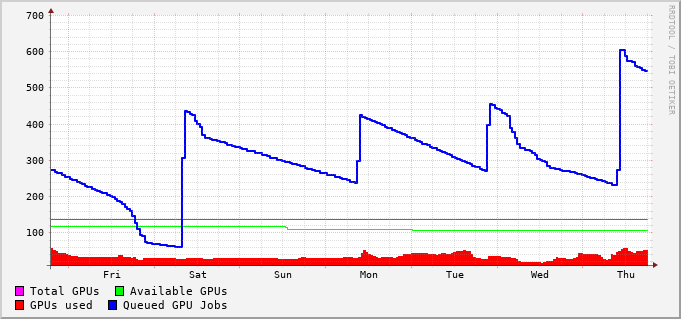 700
600
500
400
300
200
100
Fri Sat Sun Mon Tue Wed Thu
Total GPUs Available GPUs
GPUs used Queued GPU Jobs
RRDTOOL / TOBI OETIKER